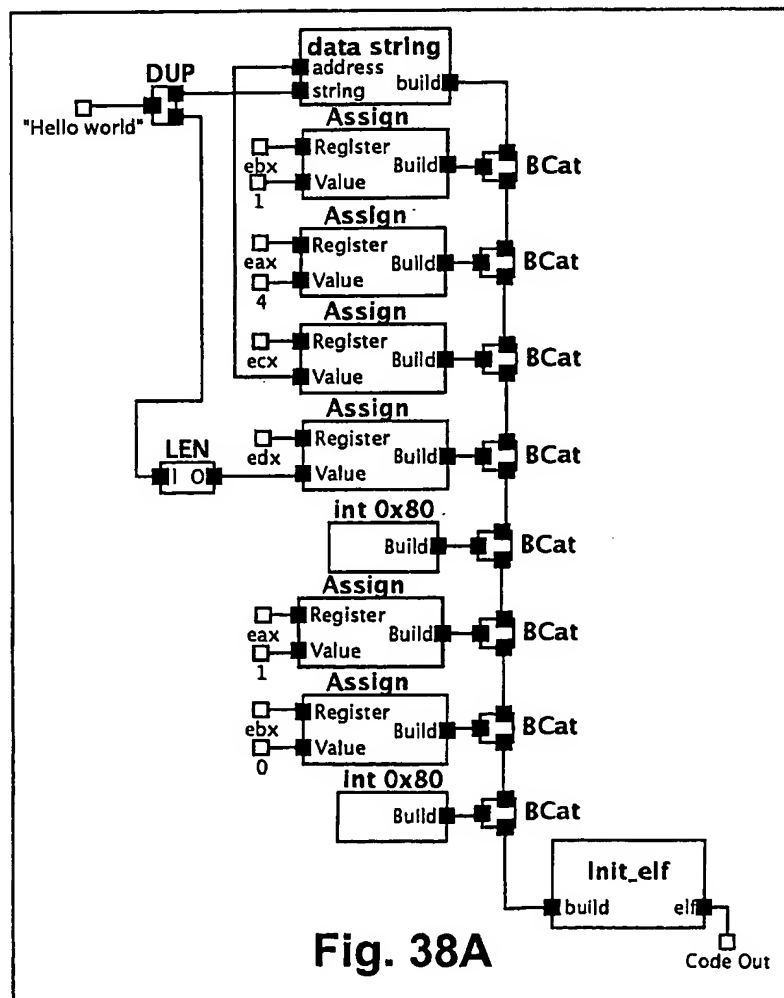 data string
DUP
address
build
string
"Hello world"
Assign
Register
ebx
Build
BCat
Value
1
Assign
Register
eax
Build
BCat
Value
4
Assign
Register
ecx
Build
BCat
Value
Assign
Register
LEN
edx
Build
BCat
I O
Value
int 0x80
Build
BCat
Assign
Register
eax
Build
BCat
Value
1
Assign
Register
ebx
Build
BCat
Value
0
int 0x80
Build
BCat
Init_elf
build elf
Fig. 38A
Code Out